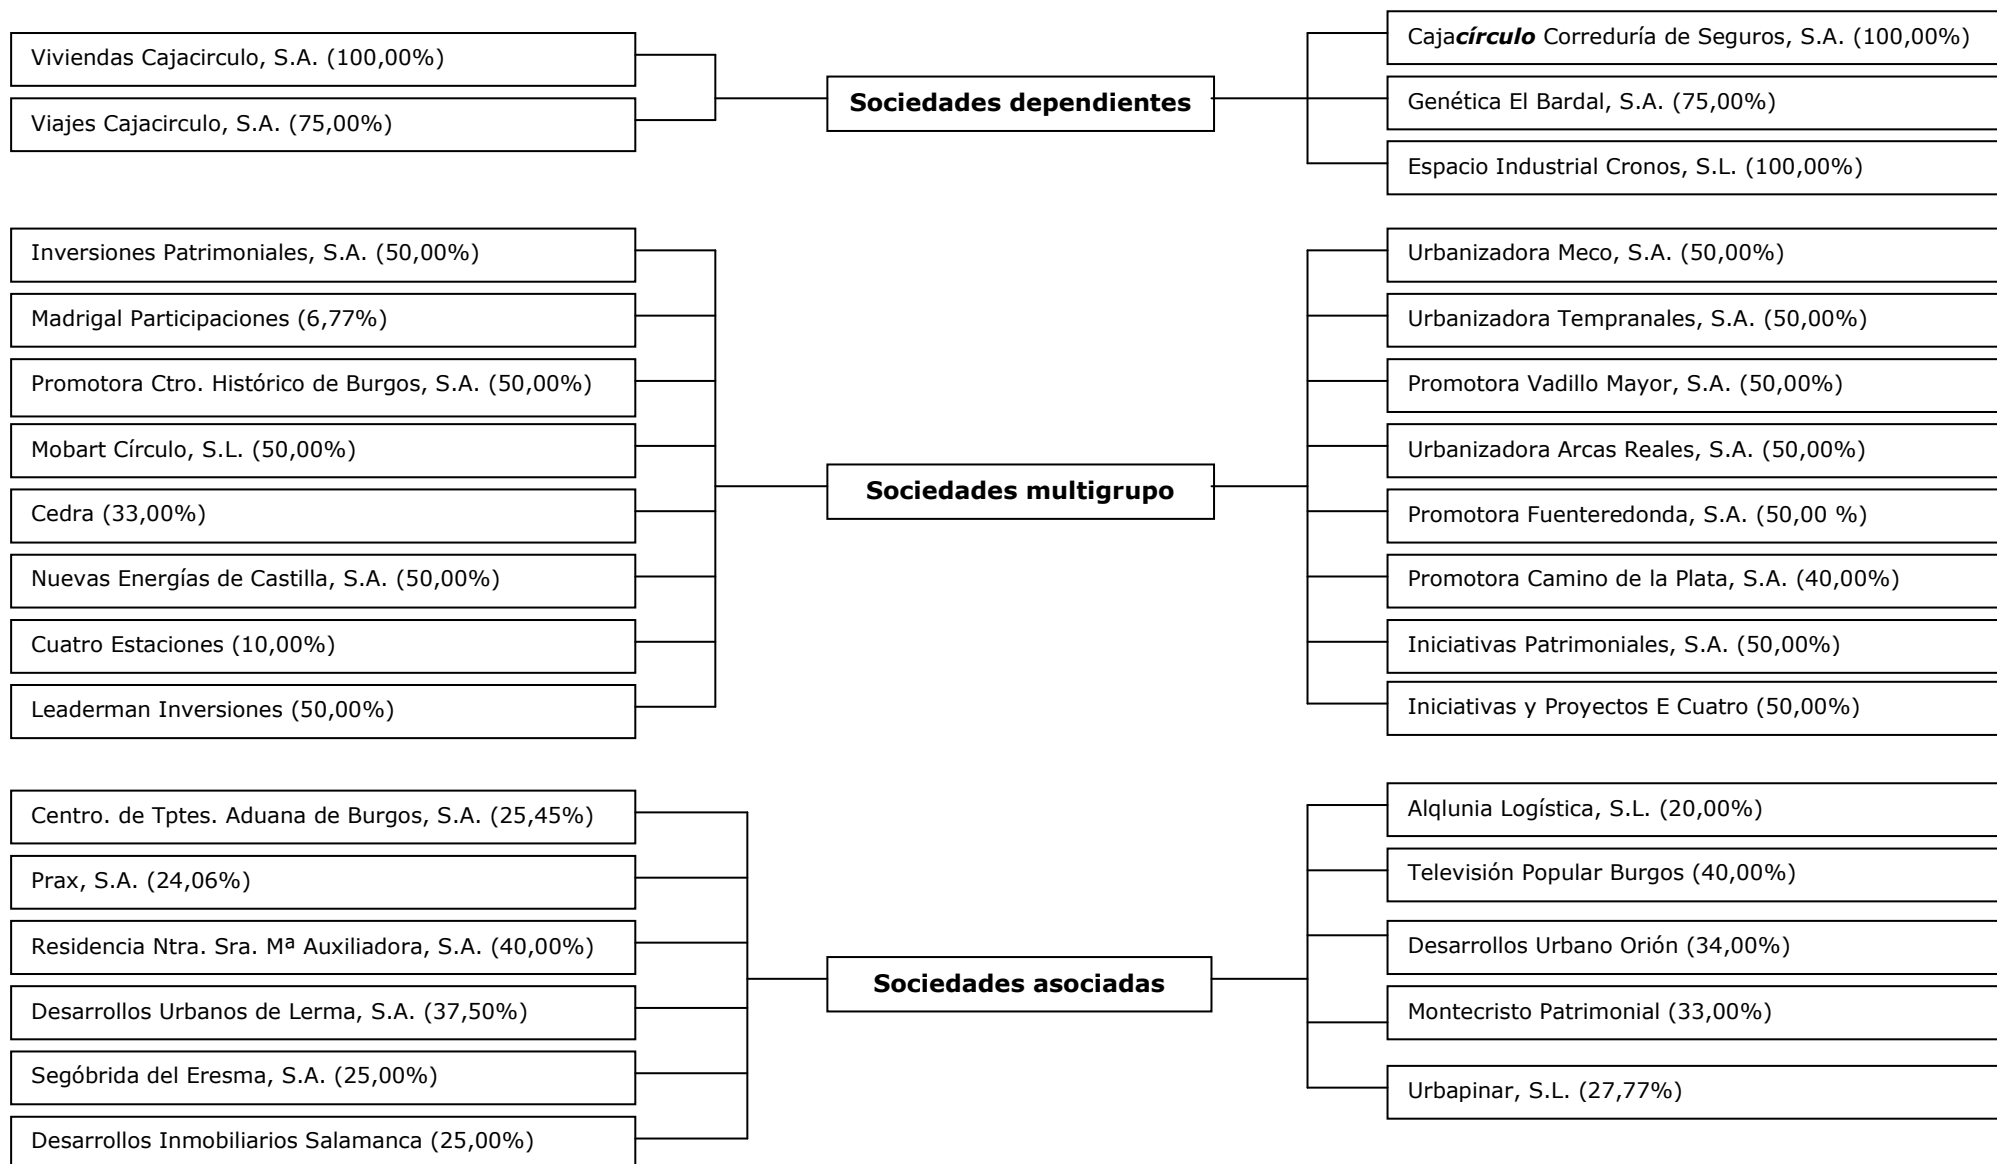 Viviendas Cajacirculo, S.A. (100,00%)
Viajes Cajacirculo, S.A. (75,00%)
Sociedades dependientes
Cajacírculo Correduría de Seguros, S.A. (100,00%)
Genética El Bardal, S.A. (75,00%)
Espacio Industrial Cronos, S.L. (100,00%)
Inversiones Patrimoniales, S.A. (50,00%)
Madrigal Participaciones (6,77%)
Promotora Ctro. Histórico de Burgos, S.A. (50,00%)
Mobart Círculo, S.L. (50,00%)
Cedra (33,00%)
Nuevas Energías de Castilla, S.A. (50,00%)
Cuatro Estaciones (10,00%)
Leaderman Inversiones (50,00%)
Sociedades multigrupo
Urbanizadora Meco, S.A. (50,00%)
Urbanizadora Tempranales, S.A. (50,00%)
Promotora Vadillo Mayor, S.A. (50,00%)
Urbanizadora Arcas Reales, S.A. (50,00%)
Promotora Fuenteredonda, S.A. (50,00 %)
Promotora Camino de la Plata, S.A. (40,00%)
Iniciativas Patrimoniales, S.A. (50,00%)
Iniciativas y Proyectos E Cuatro (50,00%)
Centro. de Tptes. Aduana de Burgos, S.A. (25,45%)
Prax, S.A. (24,06%)
Residencia Ntra. Sra. Mª Auxiliadora, S.A. (40,00%)
Desarrollos Urbanos de Lerma, S.A. (37,50%)
Segóbrida del Eresma, S.A. (25,00%)
Desarrollos Inmobiliarios Salamanca (25,00%)
Sociedades asociadas
Alqlunia Logística, S.L. (20,00%)
Televisión Popular Burgos (40,00%)
Desarrollos Urbano Orión (34,00%)
Montecristo Patrimonial (33,00%)
Urbapinar, S.L. (27,77%)